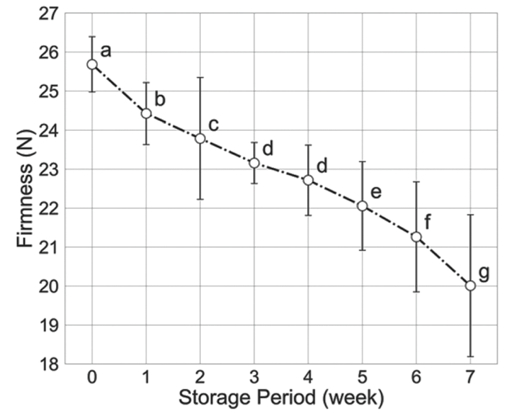 27
26
25
24
23
22
21
20
19
18
Firmness (N)
a
b
c
d
d
e
f
g
0 1 2 3 4 5 6 7
Storage Period (week)